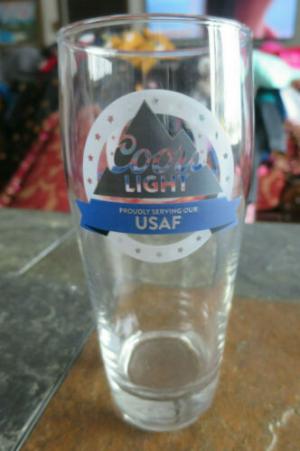 Coors
LIGHT
PROUDLY SERVING OUR
USAF